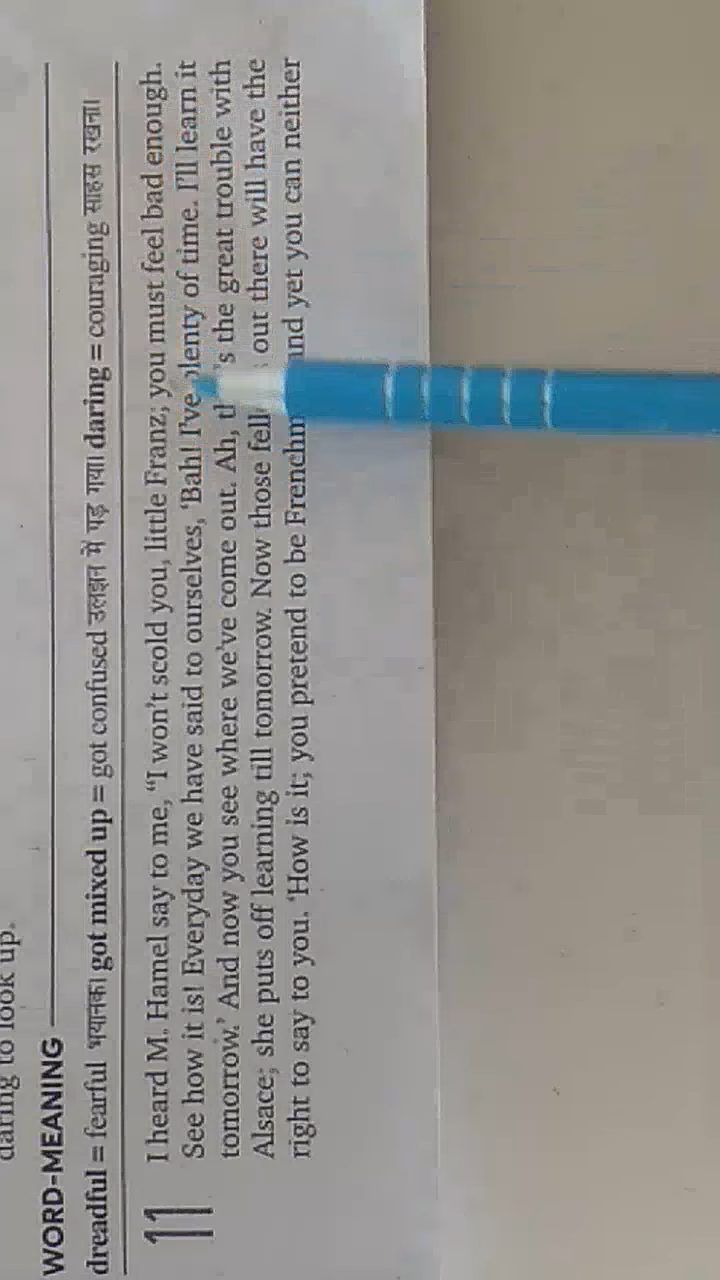 daring to look up.
WORD-MEANING
dreadful = fearful भयानक। got mixed up = got confused उलझन में पड़ गया। daring = couraging साहस रखना।
11
I heard M. Hamel say to me, “I won't scold you, little Franz; you must feel bad enough.
See how it is! Everyday we have said to ourselves, ‘Bah! I've plenty of time. I'll learn it
tomorrow.’ And now you see where we've come out. Ah, the great trouble with
Alsace; she puts off learning till tomorrow. Now those out there will have the
right to say to you. ‘How is it; you pretend to be and yet you can neither